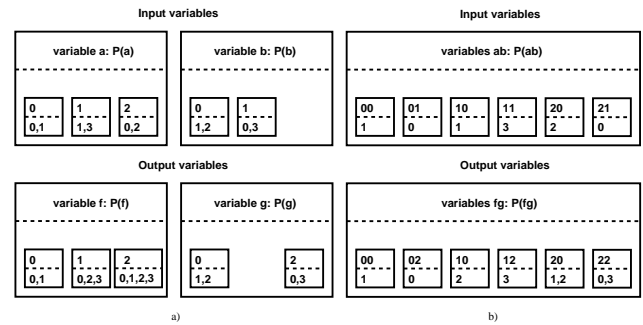 Input variables
Input variables
variable a: P(a)
variable b: P(b)
variables ab: P(ab)
0 1 2
0,1 1,3 0,2
0 1
1,2 0,3
00 01 10 11 20 21
1 0 1 3 2 0
Output variables
Output variables
variable f: P(f)
variable g: P(g)
variables fg: P(fg)
0 1 2
0,1 0,2,3 0,1,2,3
0 2
1,2 0,3
00 02 10 12 20 22
1 0 2 3 1,2 0,3
a)
b)